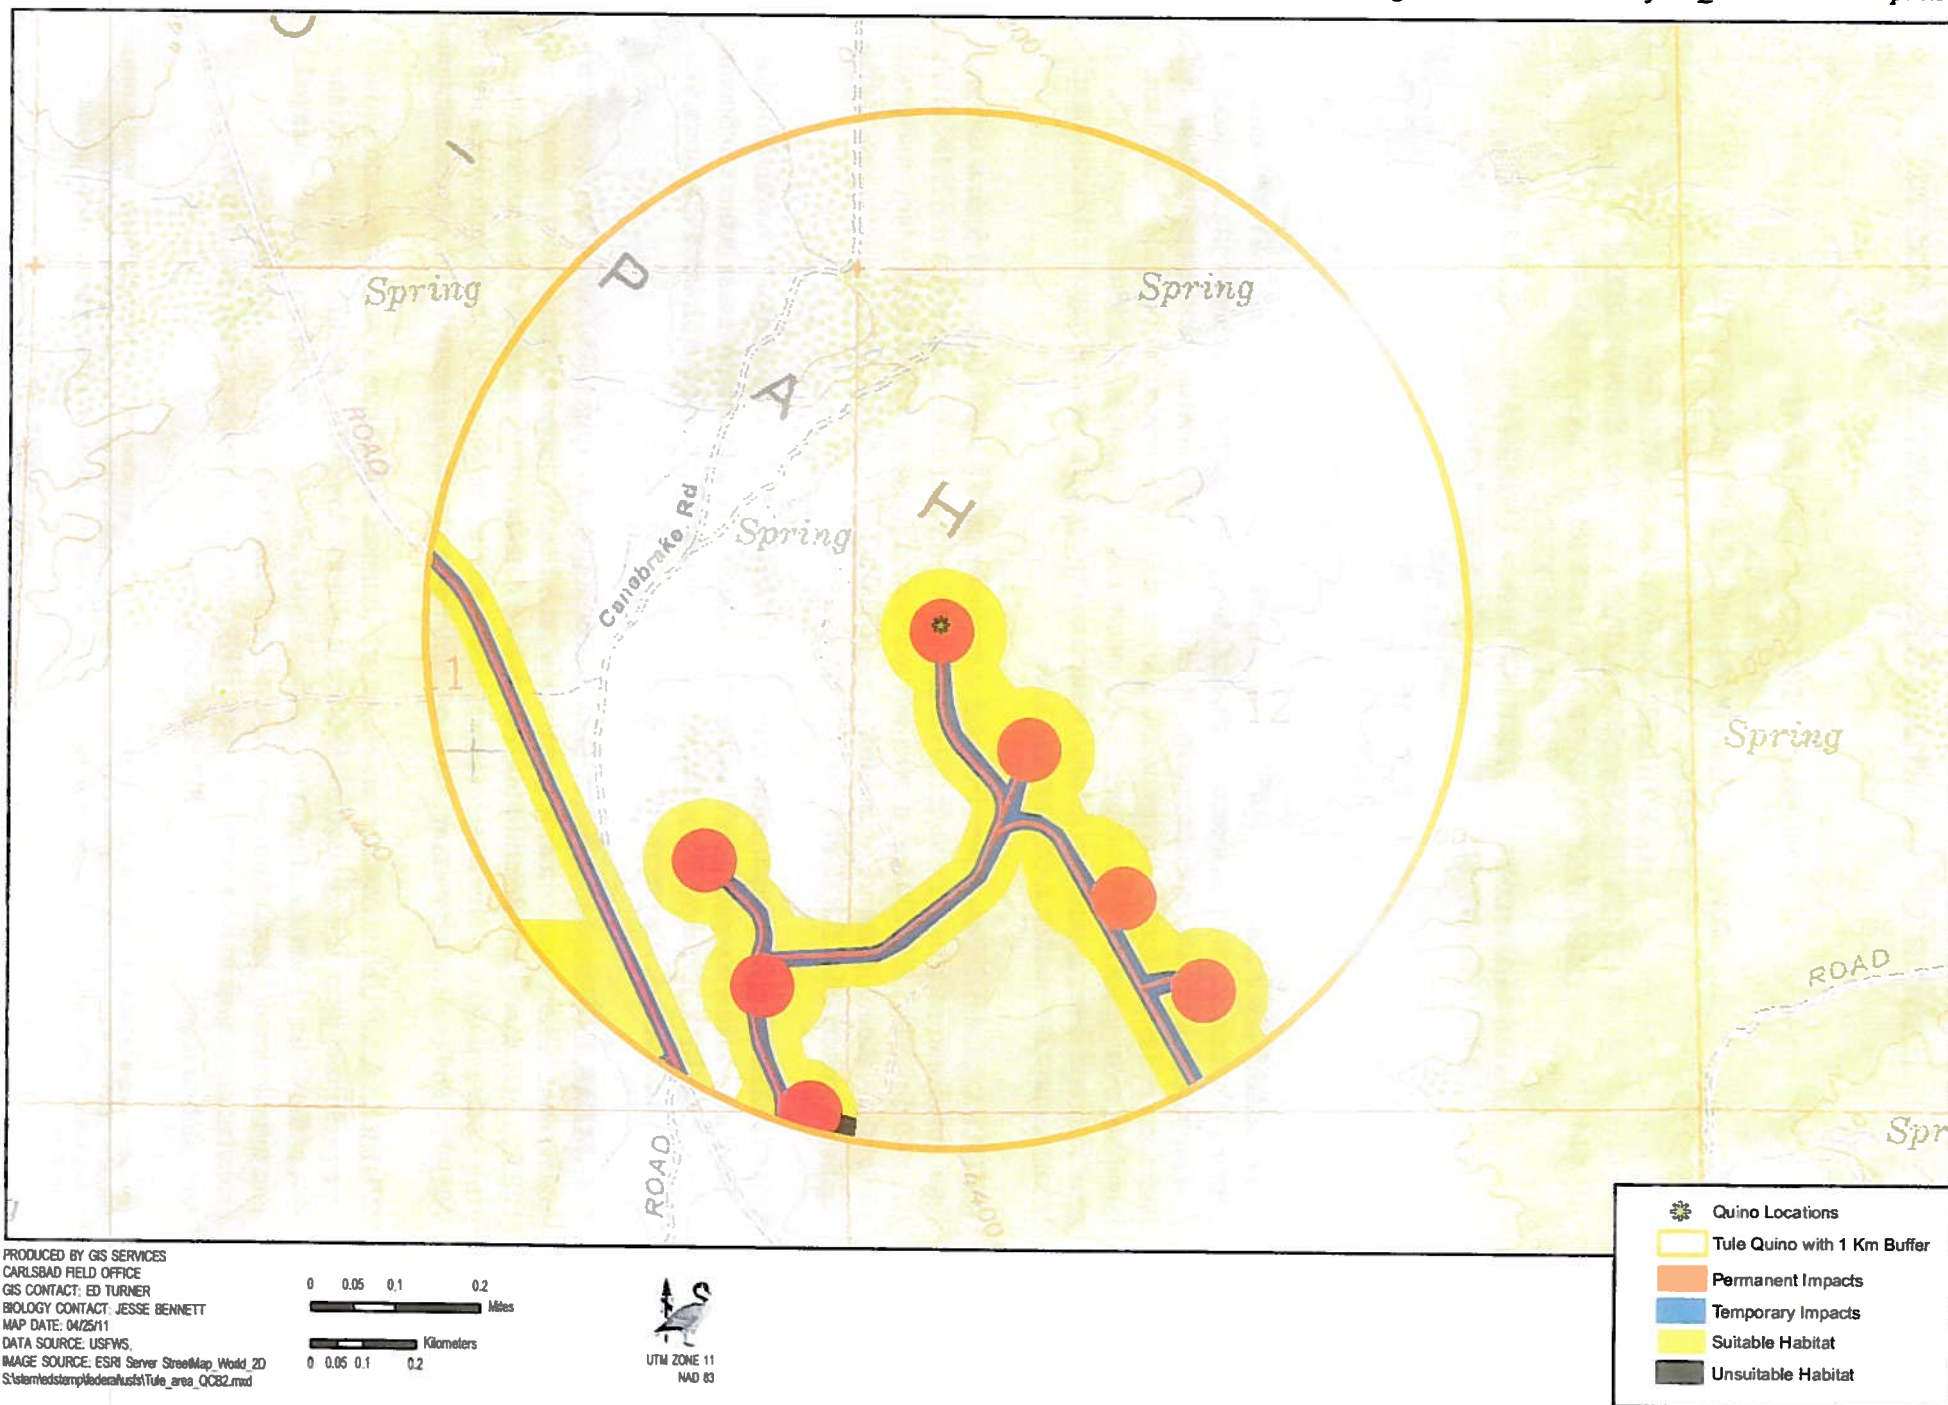 I
P
A
H
Spring
Spring
Spring
Spring
ROAD
Canebrake Rd
1
12
4400
ROAD
ROAD
4400
PRODUCED BY GIS SERVICES
CARLSBAD FIELD OFFICE
GIS CONTACT: ED TURNER
BIOLOGY CONTACT: JESSE BENNETT
MAP DATE: 04/25/11
DATA SOURCE: USFWS,
IMAGE SOURCE: ESRI Server StreetMap_World_2D
0 0.05 0.1 0.2
Miles
Kilometers
0 0.05 0.1 0.2
UTM ZONE 11
NAD 83
Quino Locations
Tule Quino with 1 Km Buffer
Permanent Impacts
Temporary Impacts
Suitable Habitat
Unsuitable Habitat